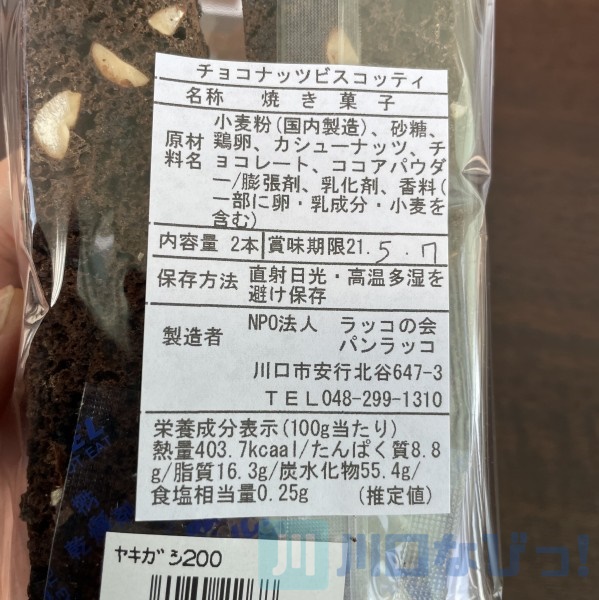 チョコナッツビスコッティ
名称 焼き菓子
原材料名
小麦粉(国内製造)、砂糖、
鶏卵、カシューナッツ、チ
ョコレート、ココアパウダ
ー/膨張剤、乳化剤、香料(
一部に卵・乳成分・小麦を
含む)
内容量 2本 賞味期限21.5.7
保存方法 直射日光・高温多湿を
避け保存
製造者
NPO法人 ラッコの会
パンラッコ
川口市安行北谷647-3
TEL048-299-1310
栄養成分表示(100g当たり)
熱量403.7kcaal/たんぱく質8.8
g/脂質16.3g/炭水化物55.4g/
食塩相当量0.25g (推定値)
ヤキガシ200
川口なびっ!